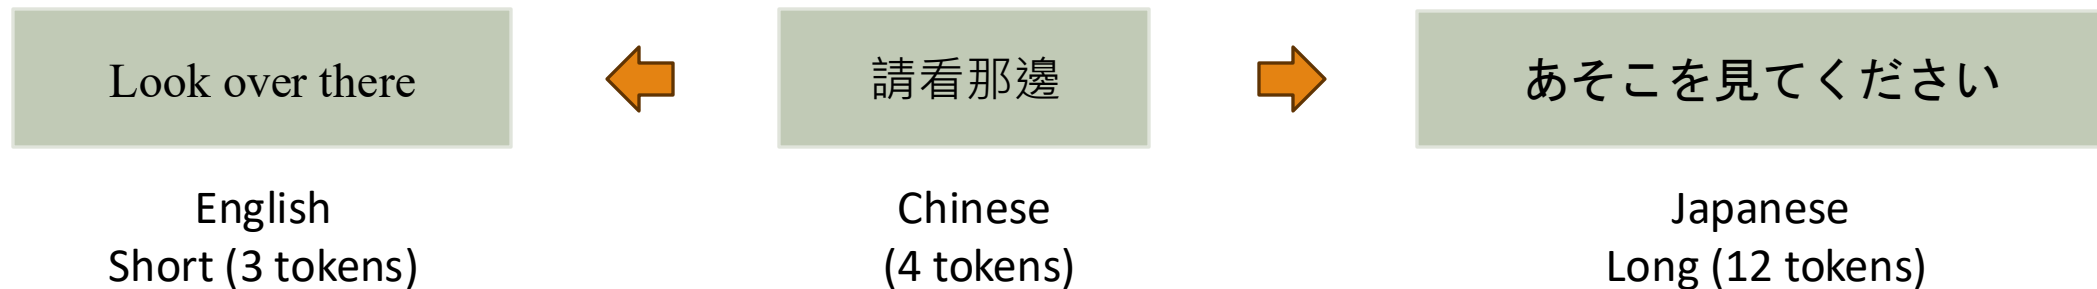 Look over there
請看那邊
あそこを見てください
English
Short (3 tokens)
Chinese
(4 tokens)
Japanese
Long (12 tokens)